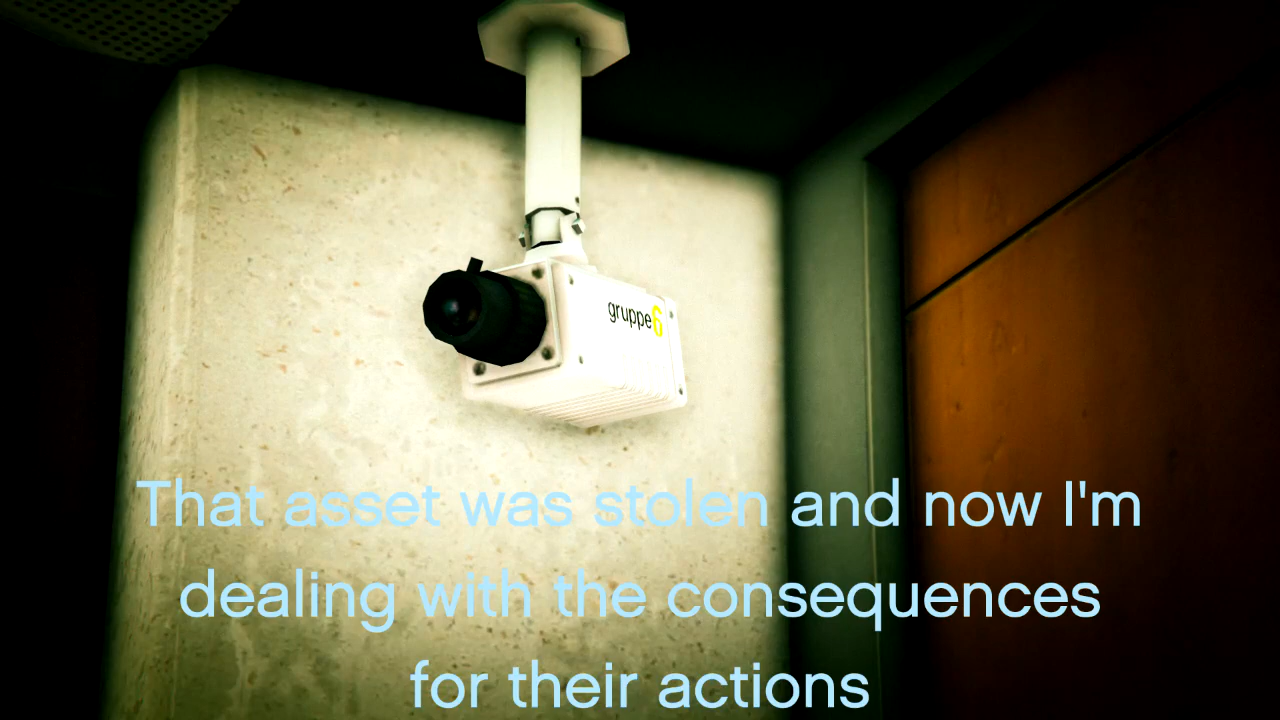 gruppe6
That asset was stolen and now I'm
dealing with the consequences
for their actions